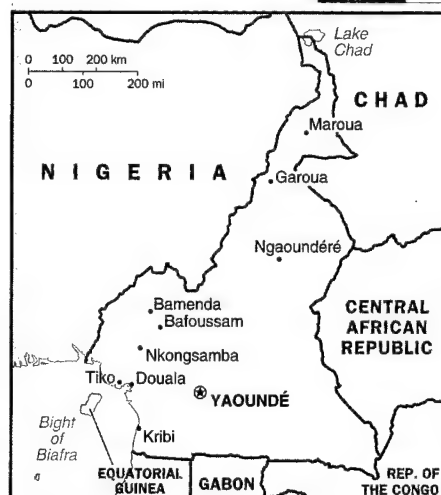 Lake
Chad
0 100 200 km
0 100 200 mi
CHAD
Maroua
NIGERIA
Garoua
Ngaoundéré
Bamenda
Bafoussam
CENTRAL
AFRICAN
REPUBLIC
Nkongsamba
Tiko
Douala
YAOUNDÉ
Bight
of
Biafra
Kribi
EQUATORIAL
GUINEA
GABON
REP. OF
THE CONGO